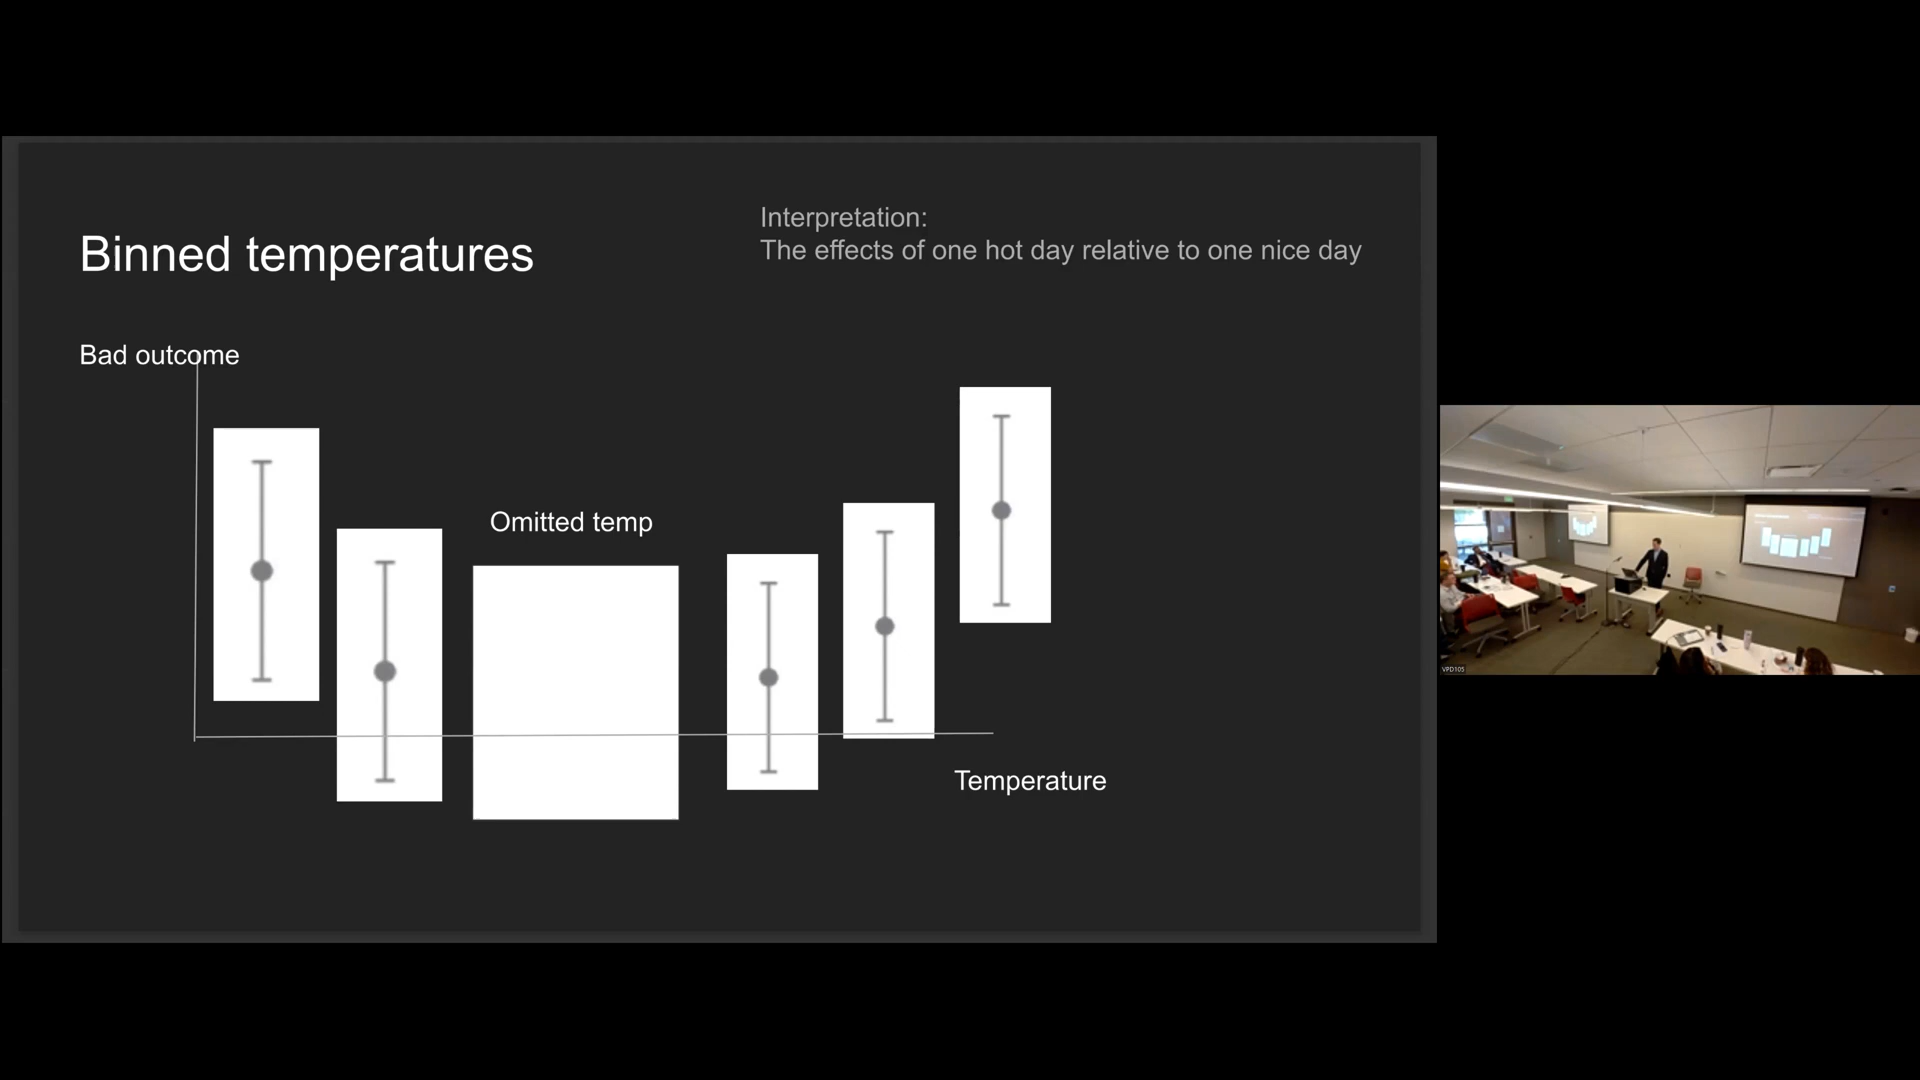 Binned temperatures
Interpretation:
The effects of one hot day relative to one nice day
Bad outcome
Omitted temp
Temperature
VPD105